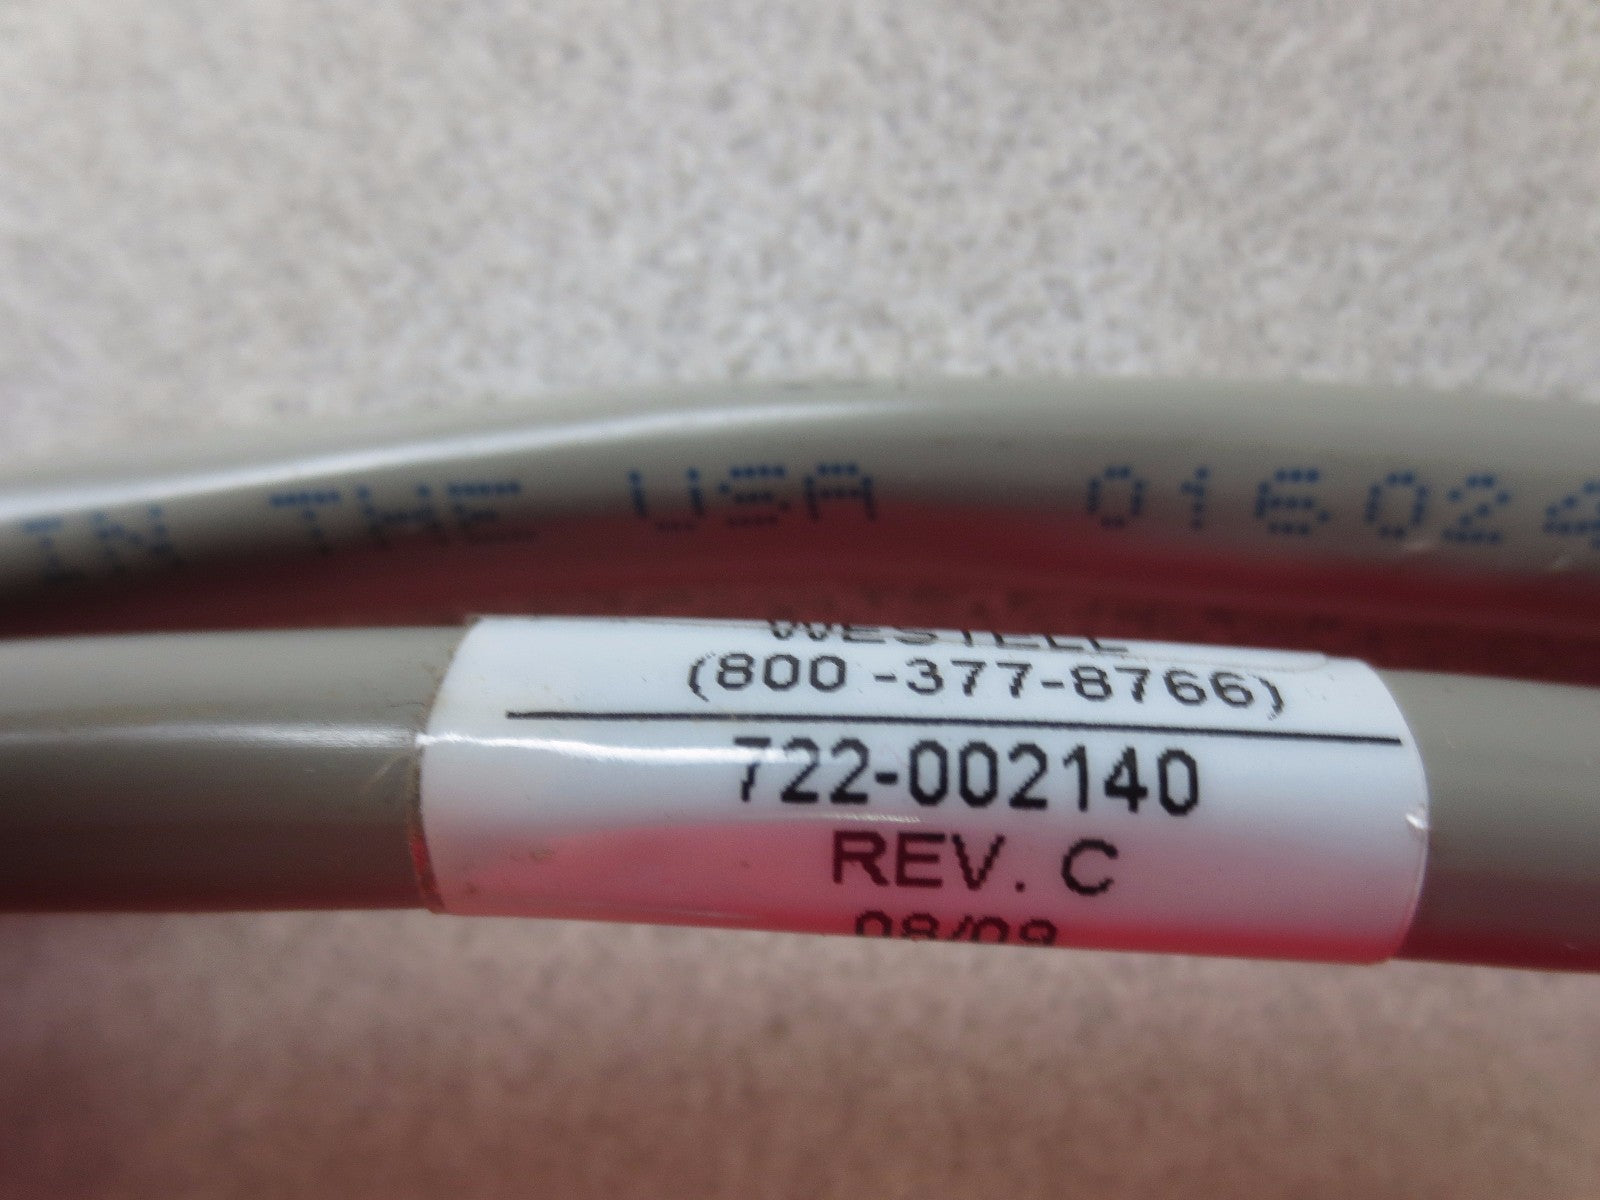 IN THE USA 016024
WESTELL
(800 -377-8766)
722-002140
REV. C
08/09